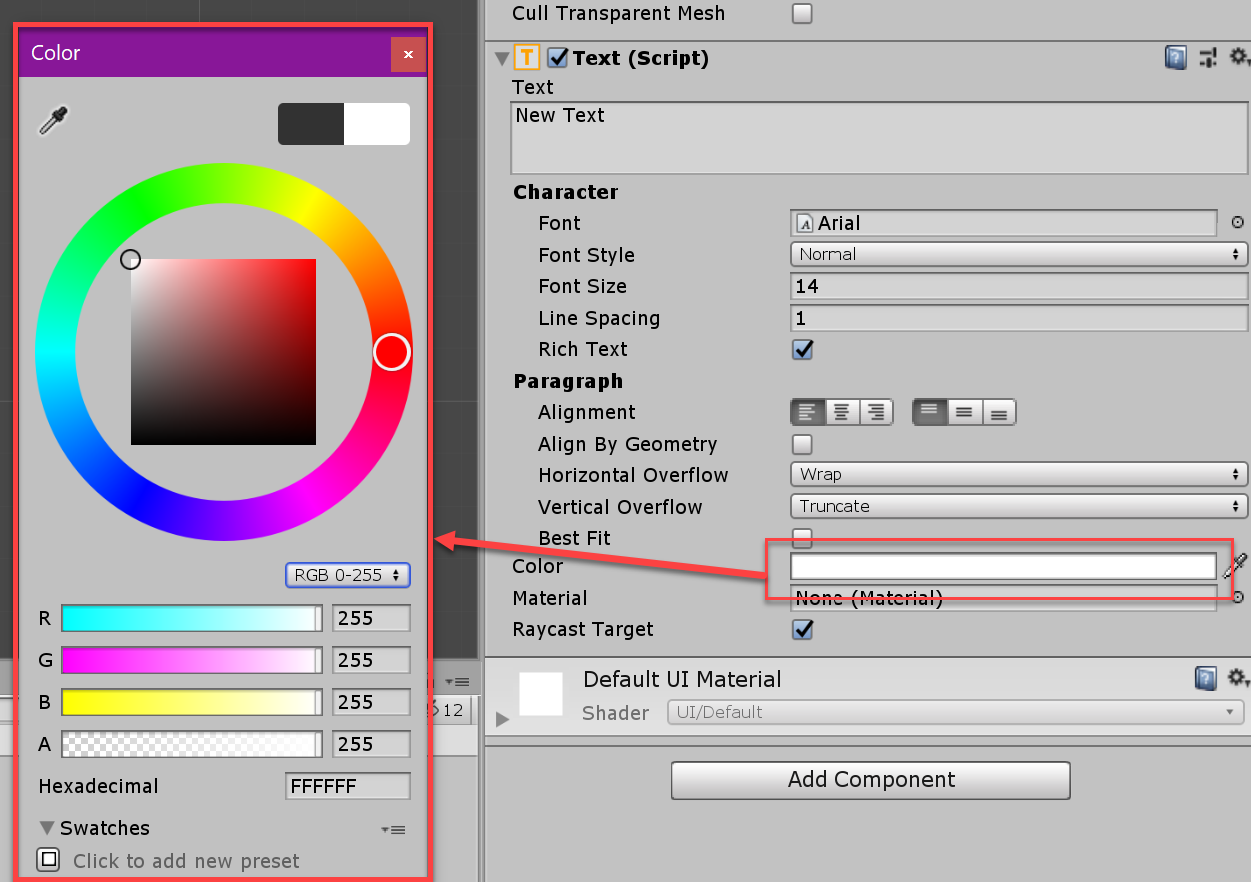 Color
×
RGB 0-255
R 255
G 255
B 255
A 255
Hexadecimal FFFFFF
Swatches
Click to add new preset
12
Cull Transparent Mesh
T Text (Script)
Text
New Text
Character
Font A Arial
Font Style Normal
Font Size 14
Line Spacing 1
Rich Text
Paragraph
Alignment
Align By Geometry
Horizontal Overflow Wrap
Vertical Overflow Truncate
Best Fit
Color
Material None (Material)
Raycast Target
Default UI Material
Shader UI/Default
Add Component